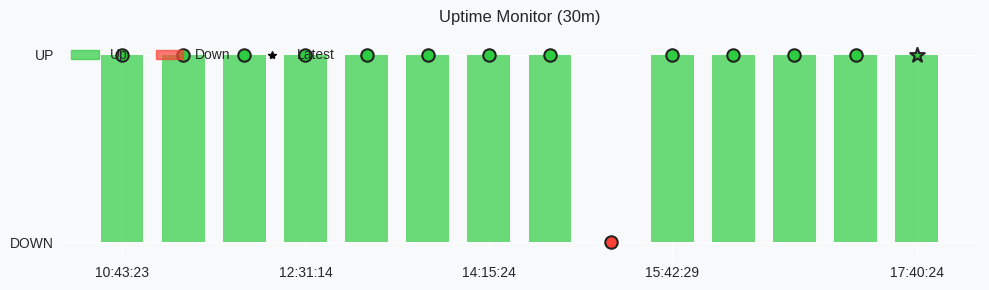 Uptime Monitor (30m)
UP
Up Down Latest
DOWN
10:43:23 12:31:14 14:15:24 15:42:29 17:40:24